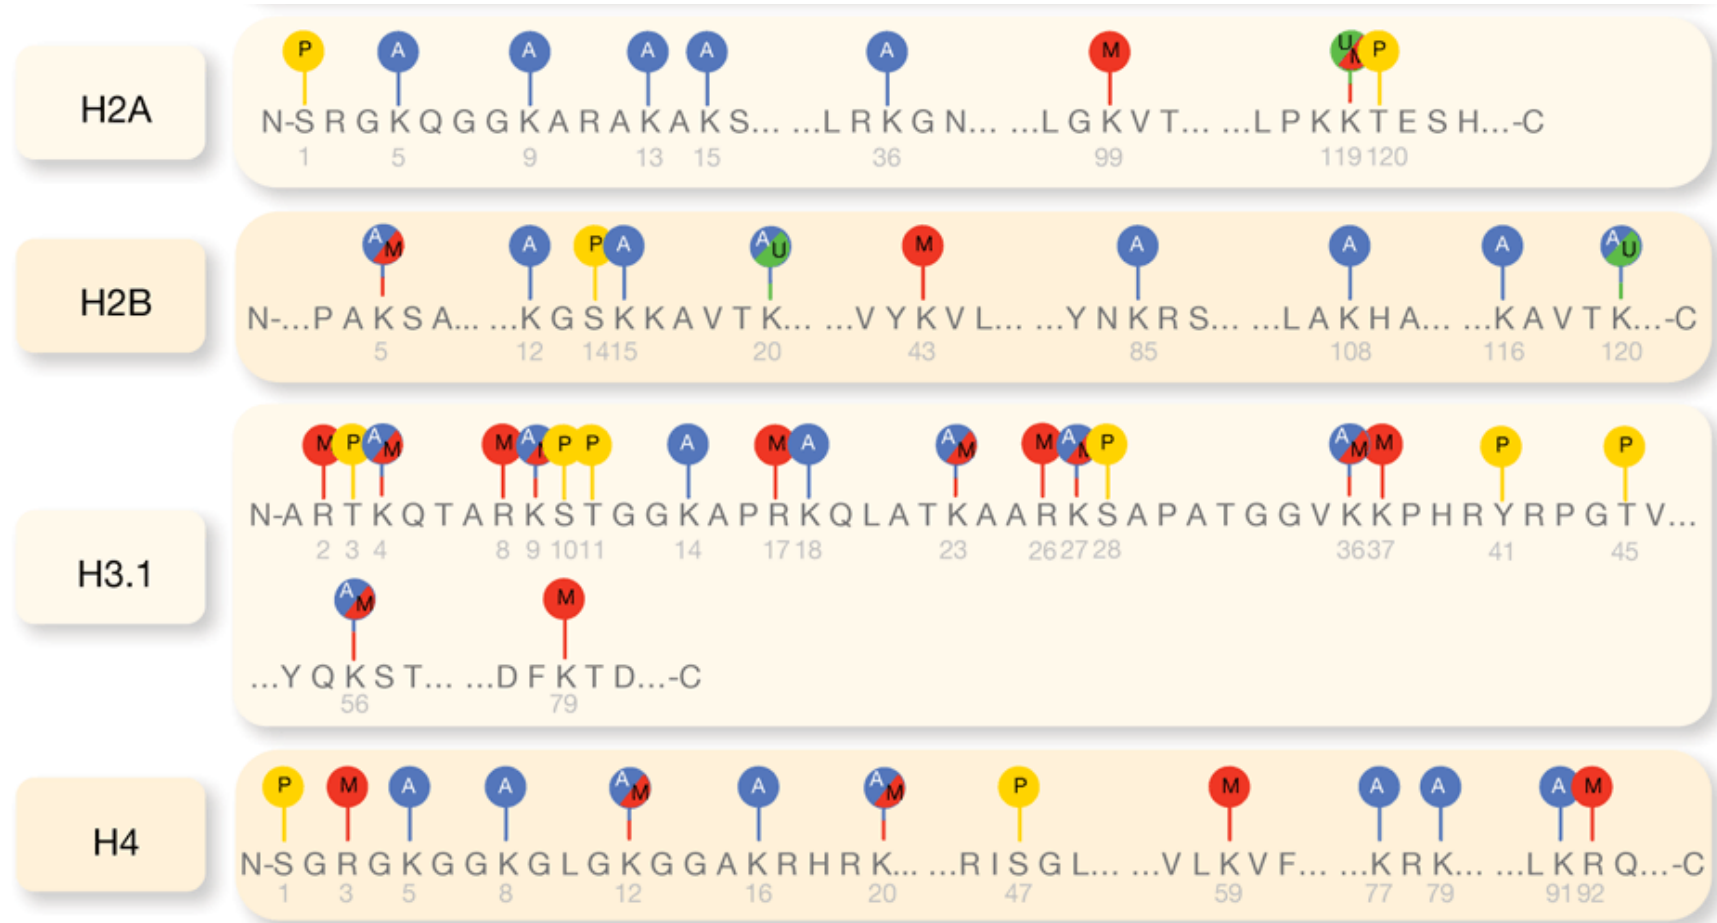 P A A A A A M U M P
H2A
N-S R G K Q G G K A R A K A K S... ...L R K G N... ...L G K V T... ...L P K K T E S H...-C
1 5 9 13 15 36 99 119 120
A M A P A A U M A A A A U
H2B
N-...P A K S A... ...K G S K K A V T K... ...V Y K V L... ...Y N K R S... ...L A K H A... ...K A V T K...-C
5 12 14 15 20 43 85 108 116 120
M P A M M A M P P A M A A M M A M P A M M P P
N-A R T K Q T A R K S T G G K A P R K Q L A T K A A R K S A P A T G G V K K P H R Y R P G T V...
2 3 4 8 9 10 11 14 17 18 23 26 27 28 36 37 41 45
H3.1
A M M
...Y Q K S T... ...D F K T D...-C
56 79
P M A A A M A A M P M A A A M
H4
N-S G R G K G G K G L G K G G A K R H R K... ...R I S G L... ...V L K V F... ...K R K... ...L K R Q...-C
1 3 5 8 12 16 20 47 59 77 79 91 92